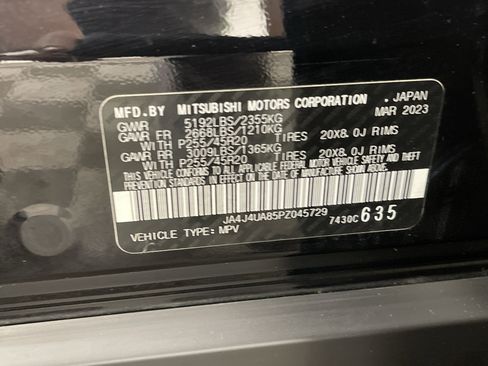 MFD.BY MITSUBISHI MOTORS CORPORATION . JAPAN
GVWR 5192LBS/2355KG MAR 2023
GAWR FR 2668LBS/1210KG
WITH P255/45R20 TIRES 20X8.0J RIMS
GAWR RR 3009LBS/1365KG
WITH P255/45R20 TIRES 20X8.0J RIMS
THIS VEHICLE CONFORMS TO ALL APPLICABLE FEDERAL MOTOR VEHICLE SAFETY AND THEFT
PREVENTION STANDARDS IN EFFECT ON THE DATE OF MANUFACTURE SHOWN ABOVE.
JA4J4UA85PZ045729
VEHICLE TYPE: MPV 7430C635